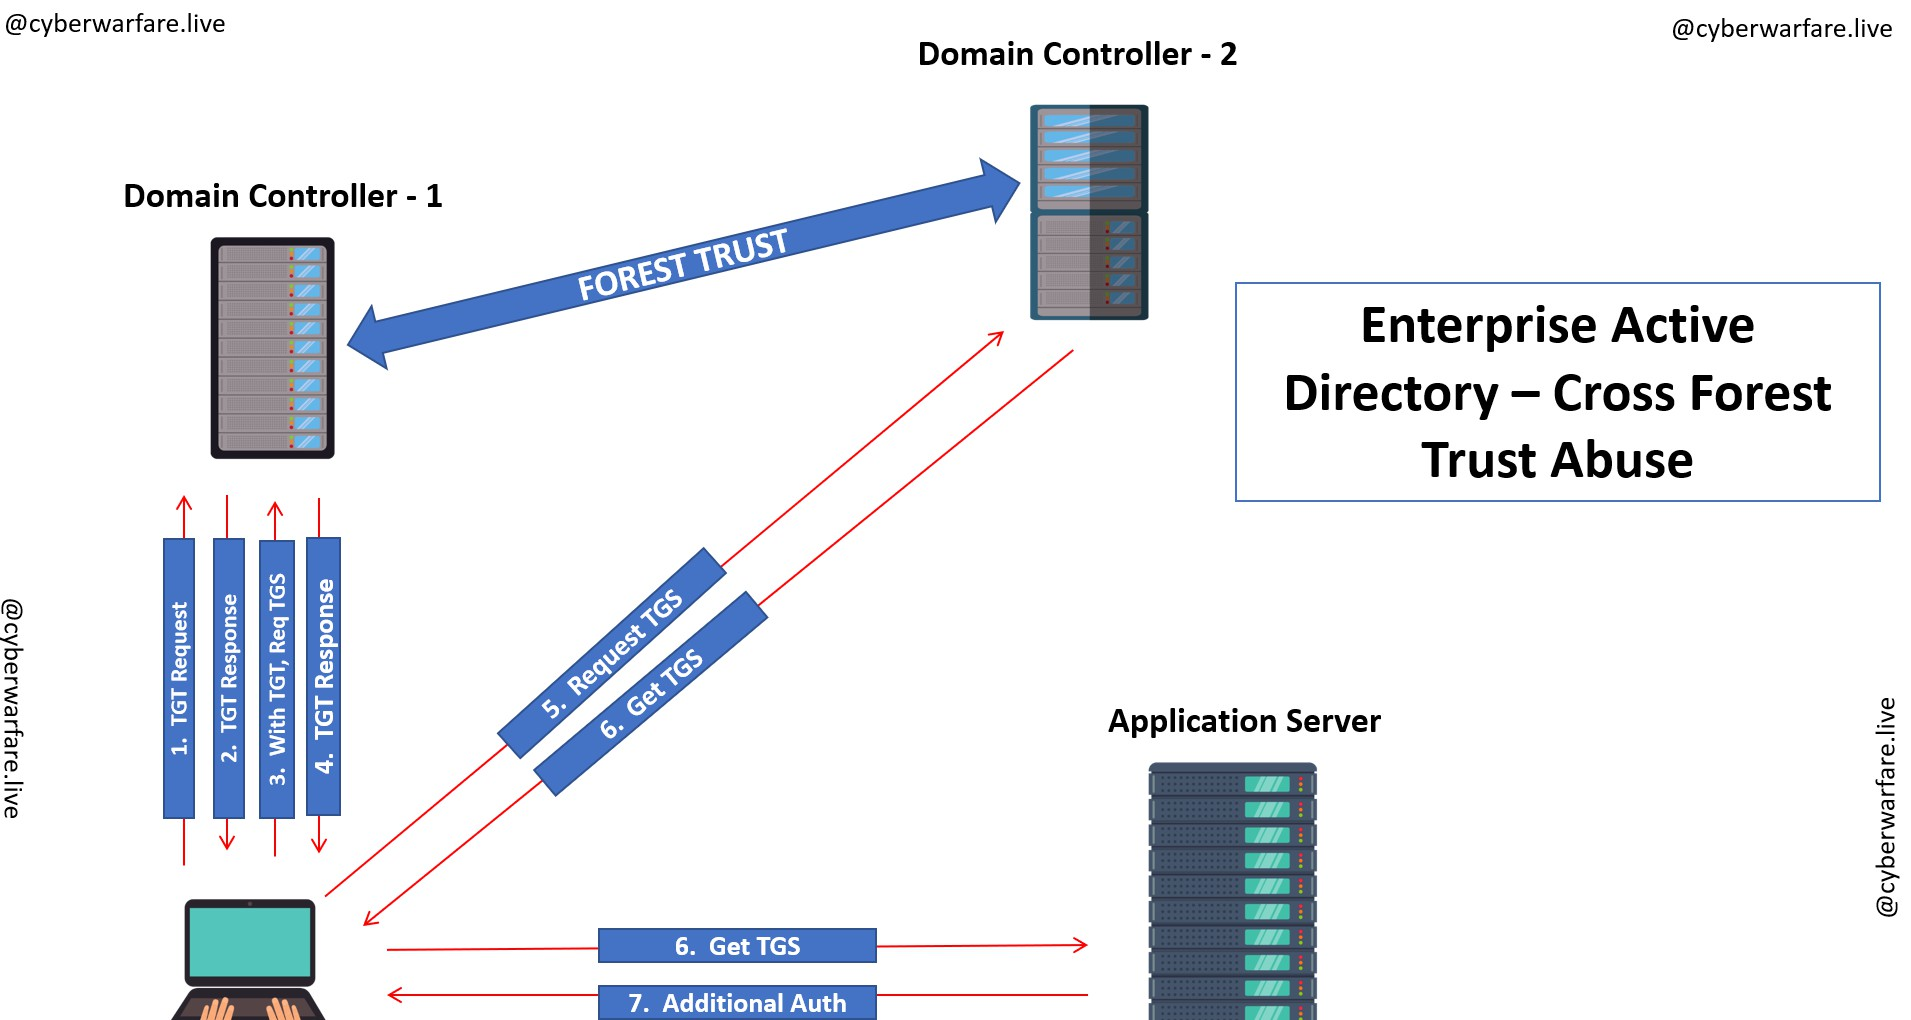 @cyberwarfare.live
@cyberwarfare.live
Domain Controller - 2
Domain Controller - 1
FOREST TRUST
Enterprise Active
Directory – Cross Forest
Trust Abuse
1. TGT Request
2. TGT Response
3. With TGT, Req TGS
4. TGT Response
5. Request TGS
6. Get TGS
Application Server
@cyberwarfare.live
@cyberwarfare.live
6. Get TGS
7. Additional Auth